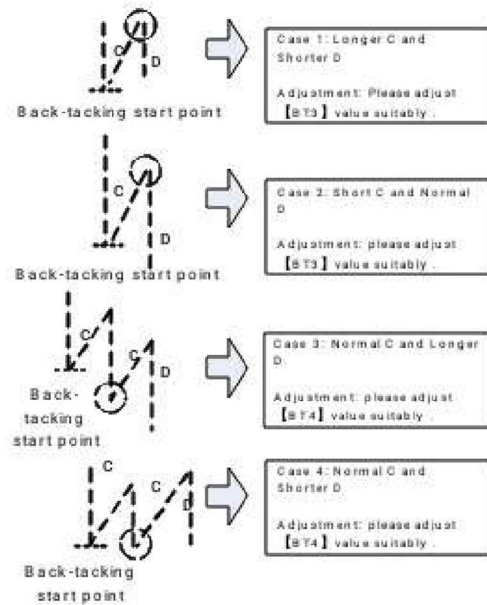 C
D
Back-tacking start point
Case 1: Longer C and
Shorter D
Adjustment: Please adjust
【BT3】value suitably .
C
D
Back-tacking start point
Case 2: Short C and Normal
D
Adjustment: please adjust
【BT3】value suitably .
C
C
D
Back-
tacking
start point
Case 3: Normal C and Longer
D
Adjustment: please adjust
【BT4】value suitably .
C
C
D
Back-tacking
start point
Case 4: Normal C and
Shorter D
Adjustment: please adjust
【BT4】value suitably .